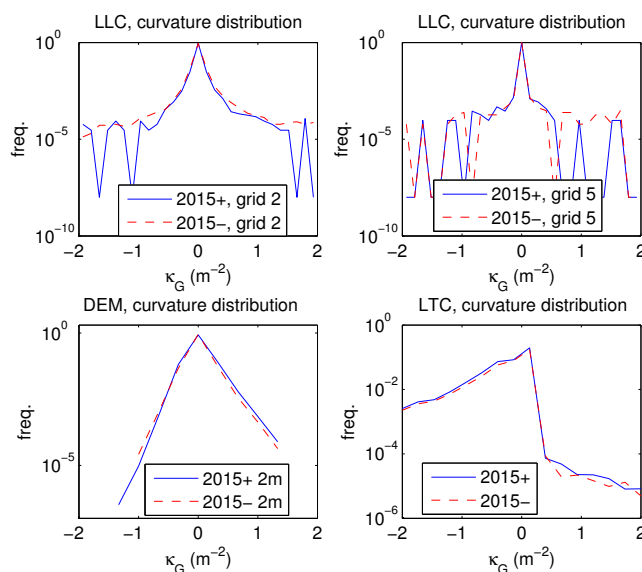 LLC, curvature distribution
10^0
10^-5
10^-10
freq.
−2 −1 0 1 2
κ_G (m^-2)
2015+, grid 2
2015−, grid 2
LLC, curvature distribution
10^0
10^-5
10^-10
freq.
−2 −1 0 1 2
κ_G (m^-2)
2015+, grid 5
2015−, grid 5
DEM, curvature distribution
10^0
10^-5
freq.
−2 −1 0 1 2
κ_G (m^-2)
2015+ 2m
2015− 2m
LTC, curvature distribution
10^0
10^-2
10^-4
10^-6
freq.
−2 −1 0 1 2
κ_G (m^-2)
2015+
2015−